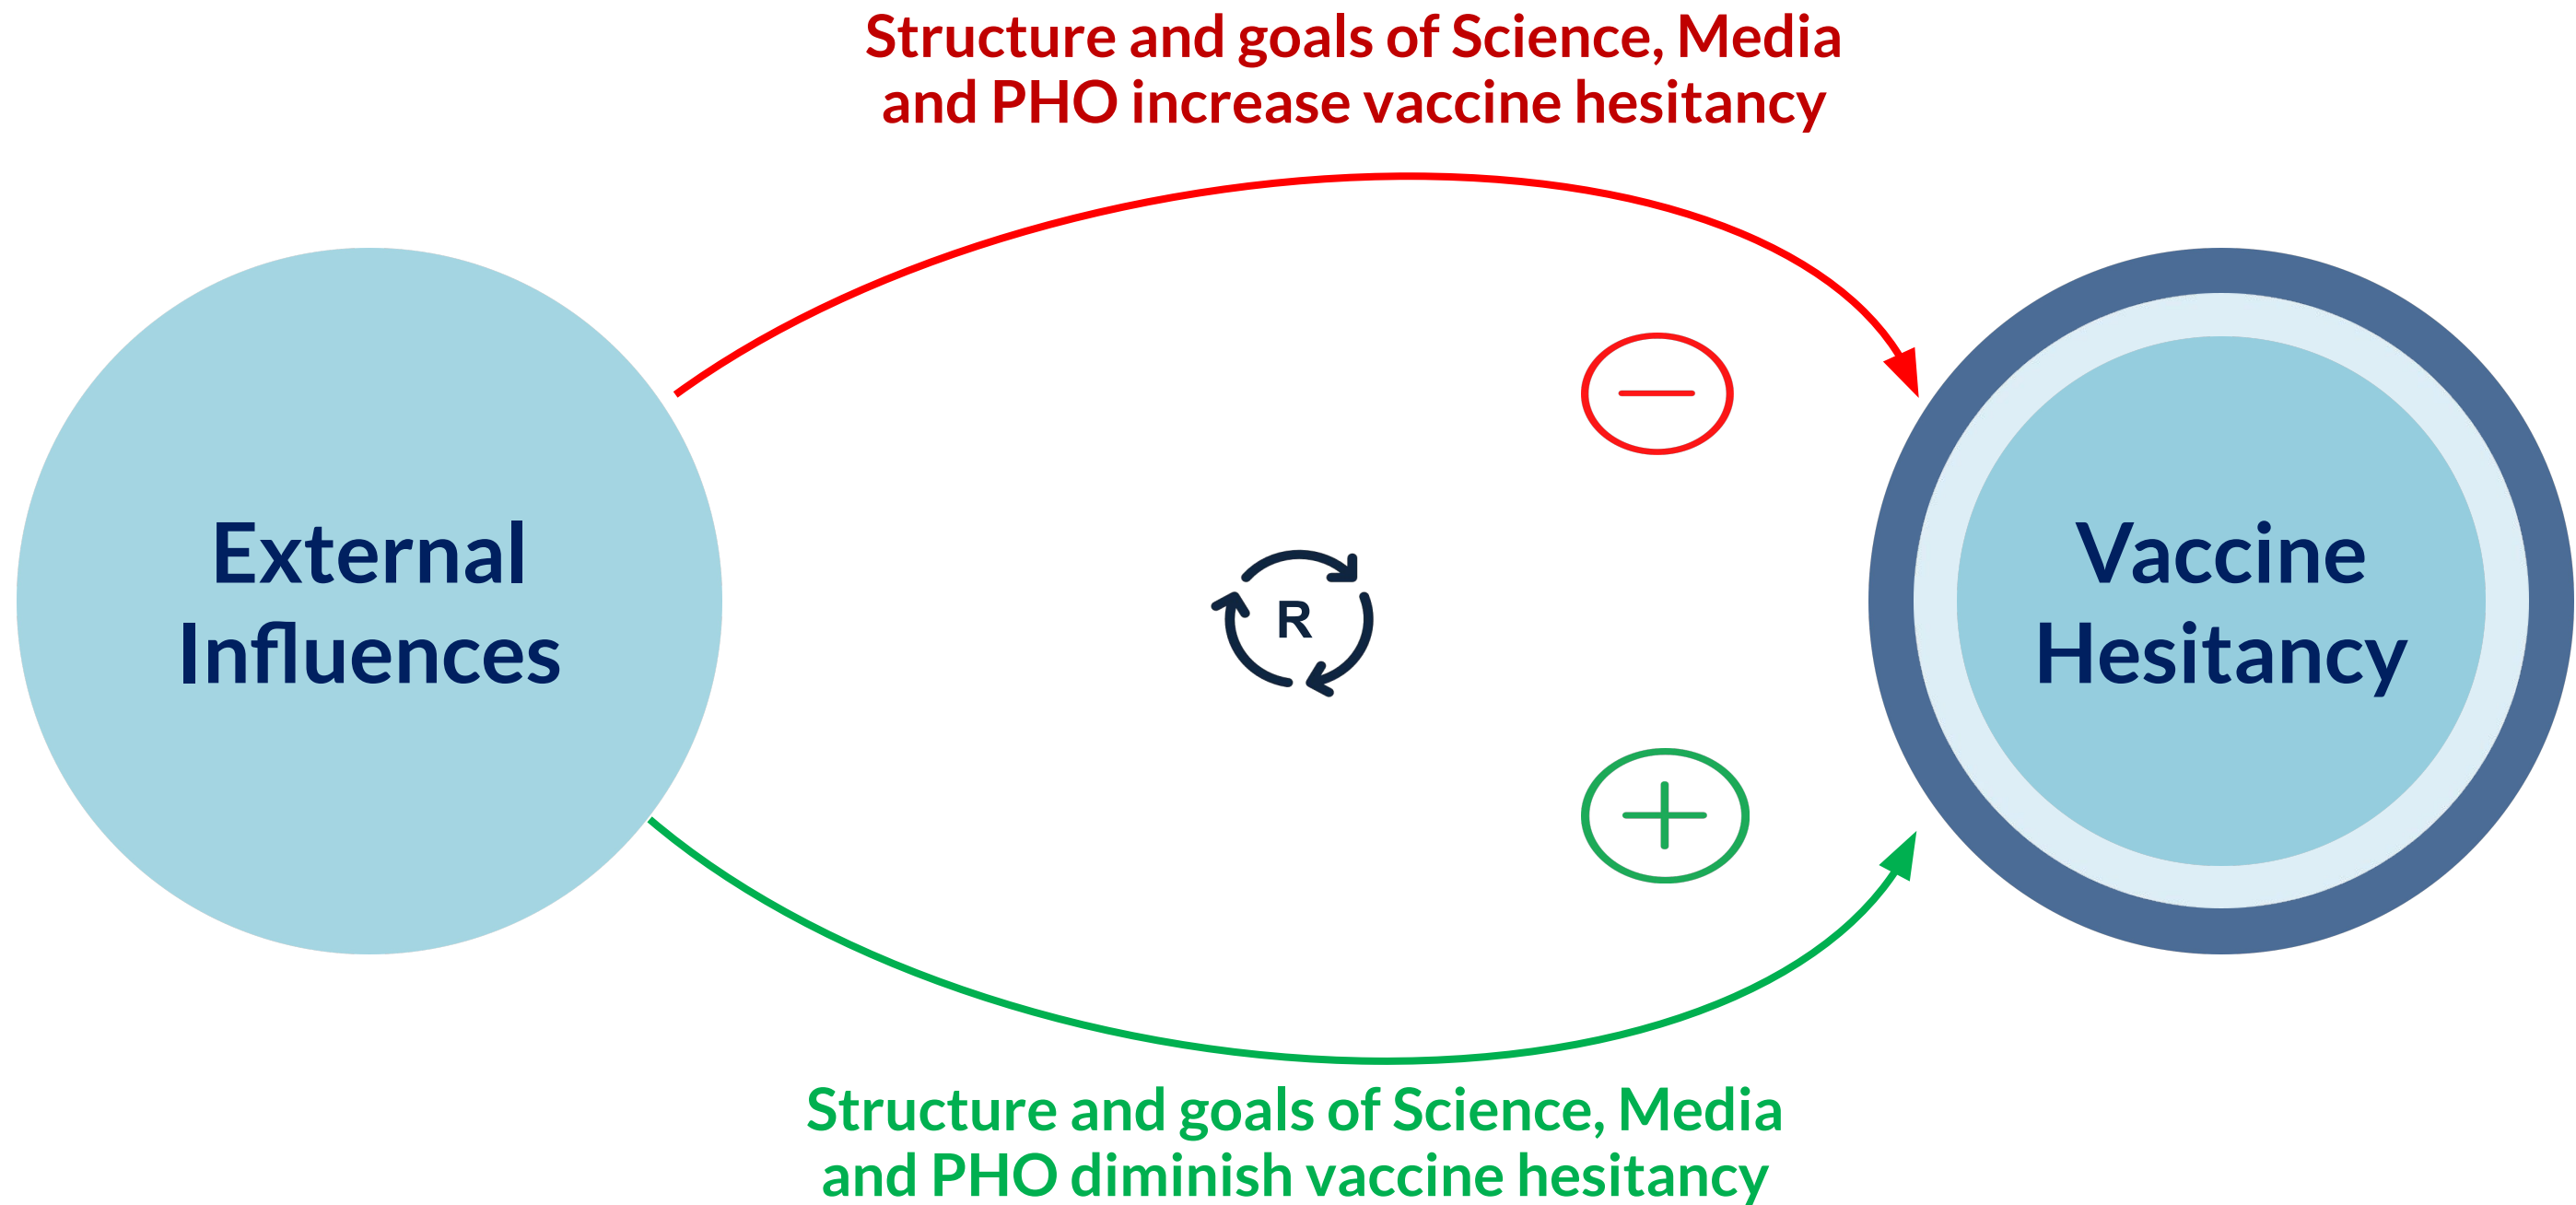 Structure and goals of Science, Media
and PHO increase vaccine hesitancy
External
Influences
R
Vaccine
Hesitancy
Structure and goals of Science, Media
and PHO diminish vaccine hesitancy